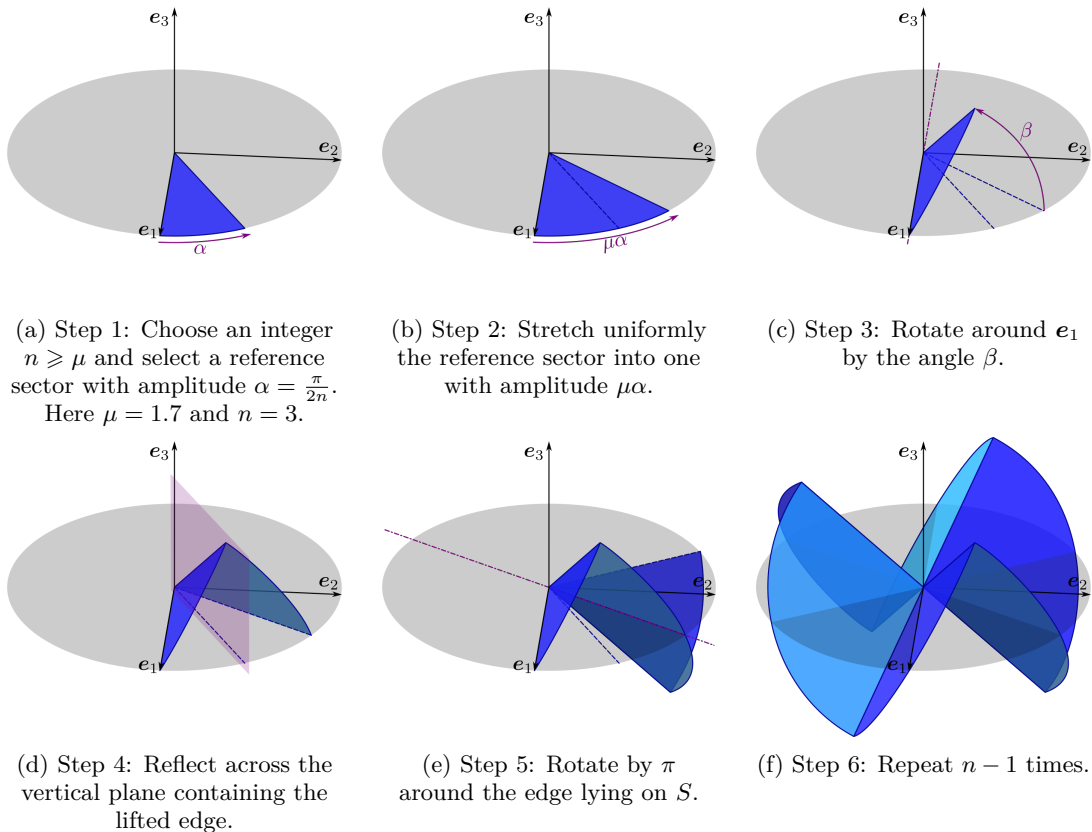 e₃
e₂
e₁
α
e₃
e₂
e₁
μα
e₃
β
e₂
e₁
(a) Step 1: Choose an integer
n ⩾ μ and select a reference
sector with amplitude α = π/2n.
Here μ = 1.7 and n = 3.
(b) Step 2: Stretch uniformly
the reference sector into one
with amplitude μα.
(c) Step 3: Rotate around e₁
by the angle β.
e₃
e₂
e₁
e₃
e₂
e₁
e₃
e₂
e₁
(d) Step 4: Reflect across the
vertical plane containing the
lifted edge.
(e) Step 5: Rotate by π
around the edge lying on S.
(f) Step 6: Repeat n − 1 times.